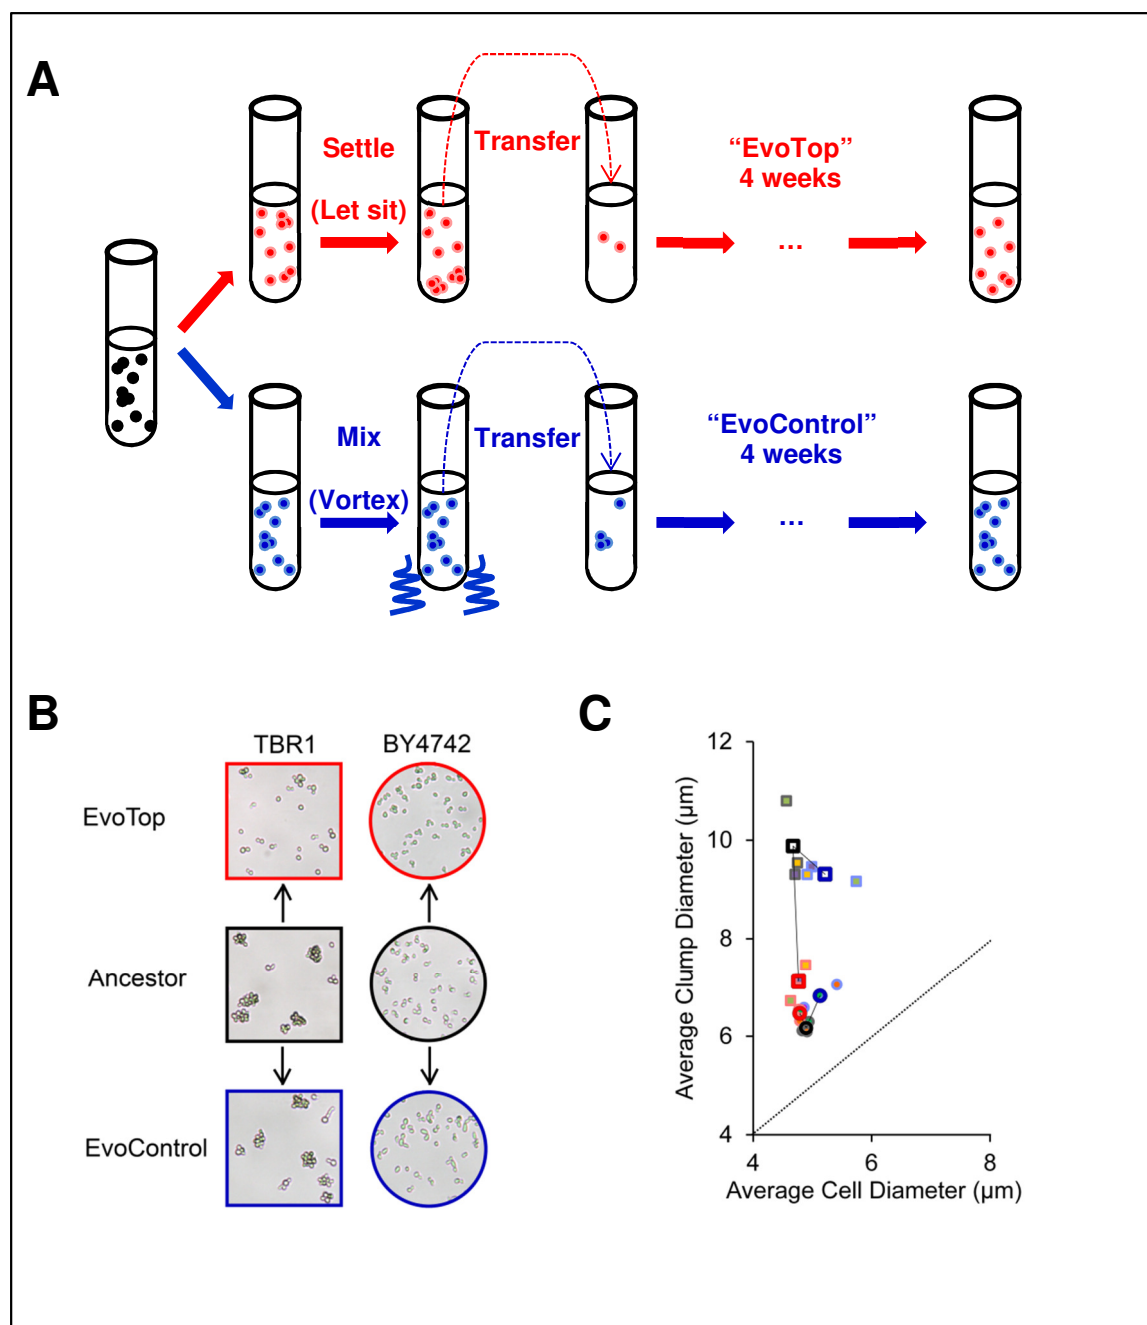 A
Settle
(Let sit)
Transfer
“EvoTop”
4 weeks
...
Mix
(Vortex)
Transfer
“EvoControl”
4 weeks
...
B
TBR1
BY4742
EvoTop
Ancestor
EvoControl
C
12
10
8
6
4
Average Clump Diameter (µm)
4
6
8
Average Cell Diameter (µm)